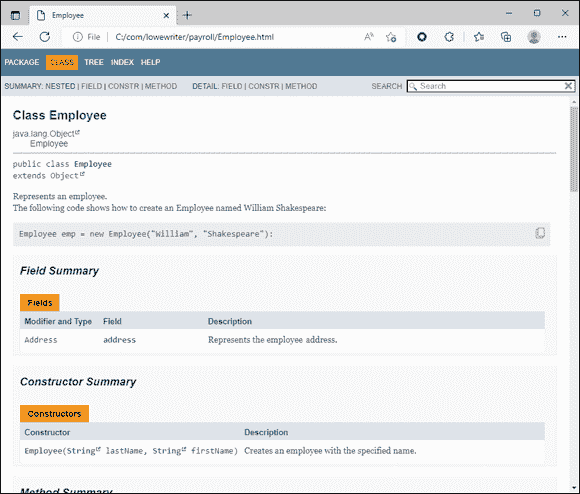 Employee
File
C:/com/lowewriter/payroll/Employee.html
PACKAGE CLASS TREE INDEX HELP
SUMMARY: NESTED | FIELD | CONSTR | METHOD DETAIL: FIELD | CONSTR | METHOD SEARCH Search
Class Employee
java.lang.Object
Employee
public class Employee
extends Object
Represents an employee.
The following code shows how to create an Employee named William Shakespeare:
Employee emp = new Employee("William", "Shakespeare"):
Field Summary
Fields
Modifier and Type Field Description
Address address Represents the employee address.
Constructor Summary
Constructors
Constructor Description
Employee(String lastName, String firstName) Creates an employee with the specified name.
Method Summary